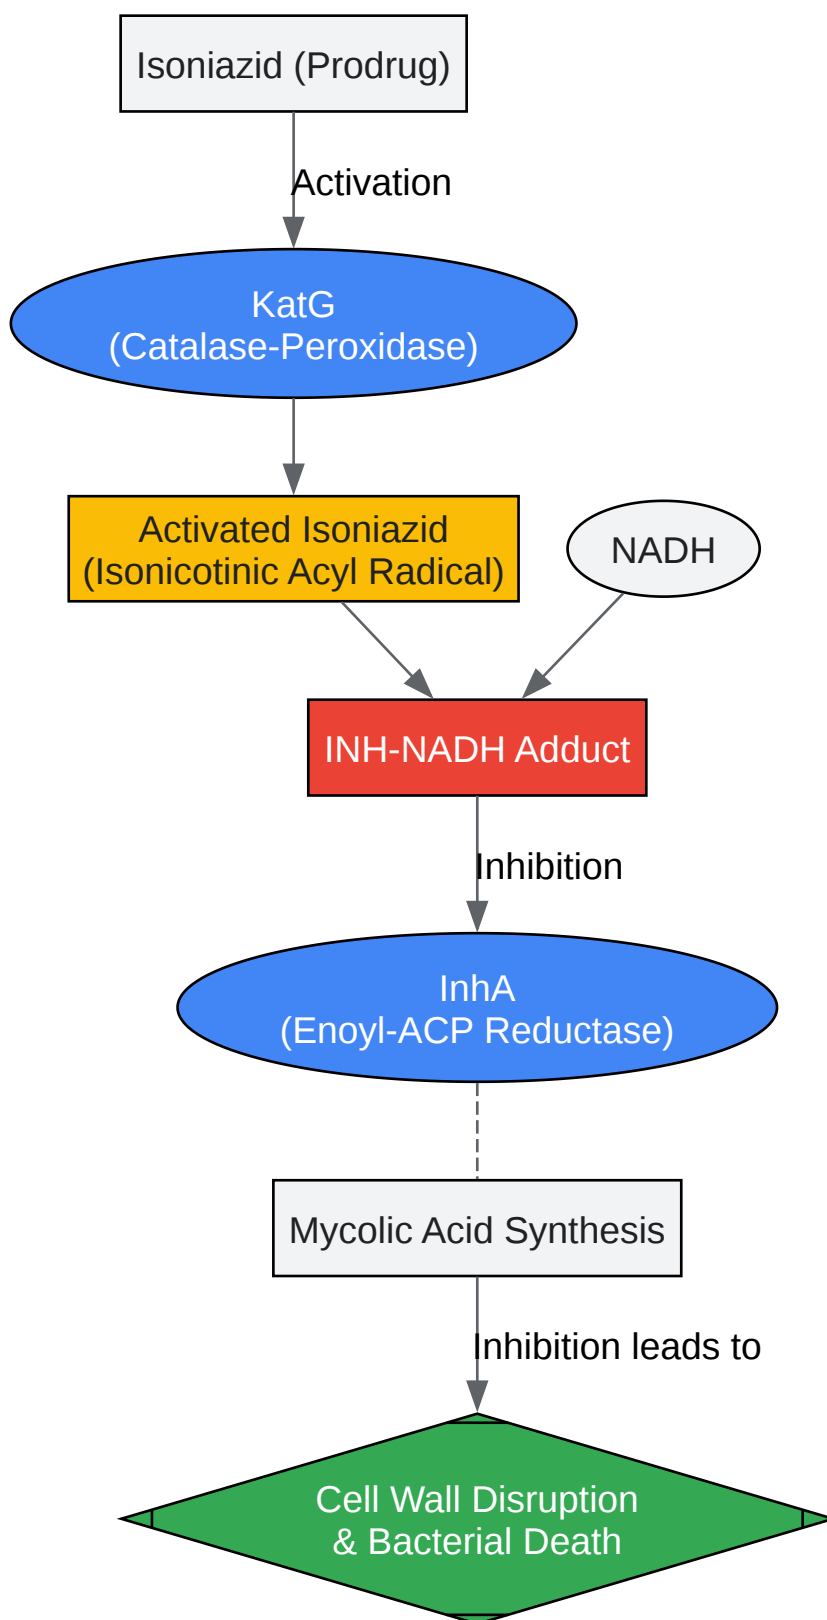 Isoniazid (Prodrug)
Activation
KatG
(Catalase-Peroxidase)
Activated Isoniazid
(Isonicotinic Acyl Radical)
NADH
INH-NADH Adduct
Inhibition
InhA
(Enoyl-ACP Reductase)
Mycolic Acid Synthesis
Inhibition leads to
Cell Wall Disruption
& Bacterial Death